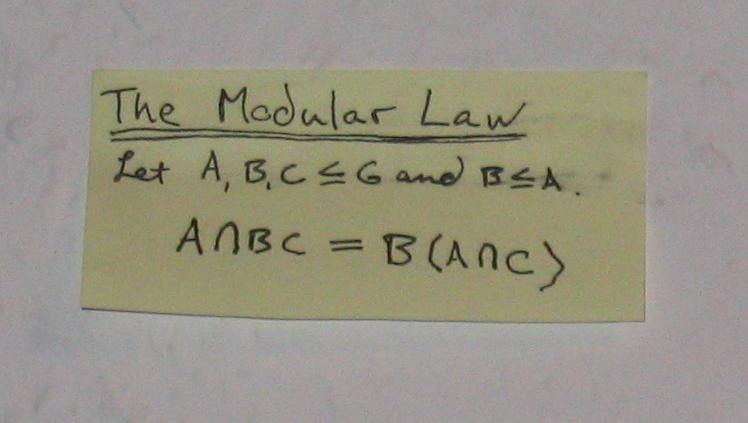 The Modular Law
Let A, B, C ≤ G and B ≤ A.
A∩BC = B(A∩C)